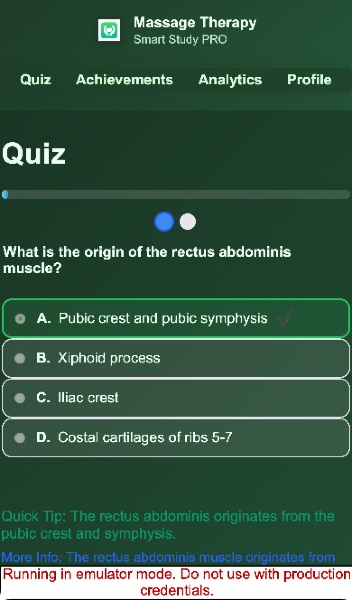 Massage Therapy
Smart Study PRO
Quiz Achievements Analytics Profile
Quiz
What is the origin of the rectus abdominis
muscle?
A. Pubic crest and pubic symphysis
B. Xiphoid process
C. Iliac crest
D. Costal cartilages of ribs 5-7
Quick Tip: The rectus abdominis originates from the
pubic crest and symphysis.
More Info: The rectus abdominis muscle originates from
Running in emulator mode. Do not use with production
credentials.